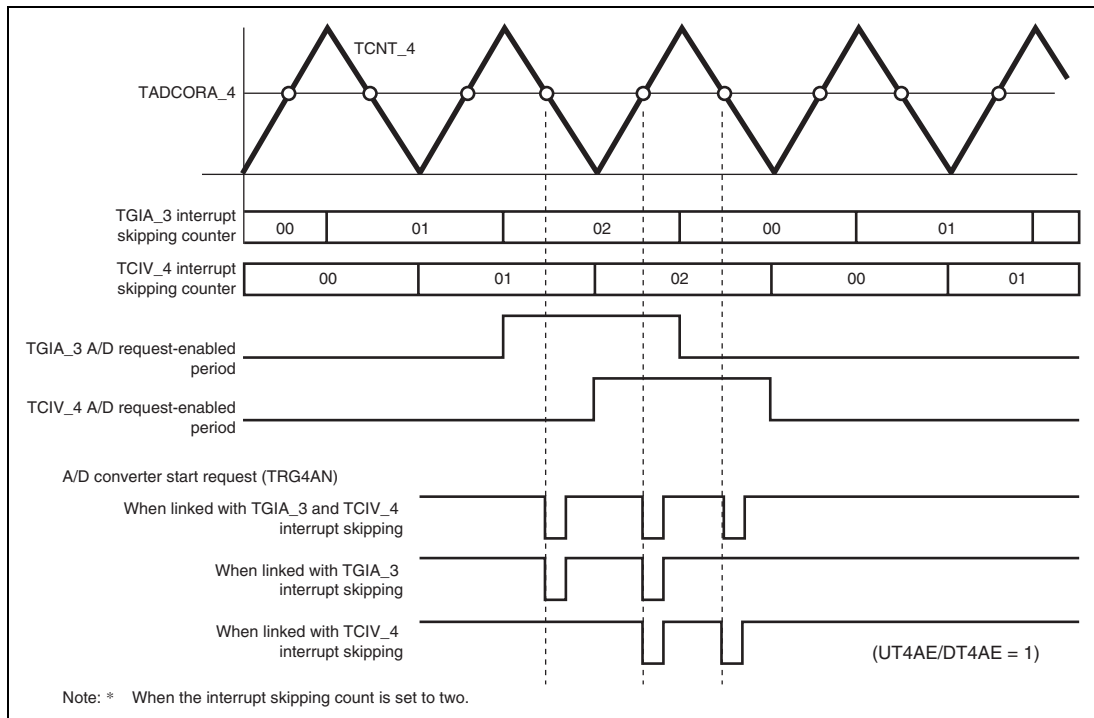 TCNT_4
TADCORA_4
TGIA_3 interrupt
skipping counter
00 01 02 00 01
TCIV_4 interrupt
skipping counter
00 01 02 00 01
TGIA_3 A/D request-enabled
period
TCIV_4 A/D request-enabled
period
A/D converter start request (TRG4AN)
When linked with TGIA_3 and TCIV_4
interrupt skipping
When linked with TGIA_3
interrupt skipping
When linked with TCIV_4
interrupt skipping
(UT4AE/DT4AE = 1)
Note: * When the interrupt skipping count is set to two.